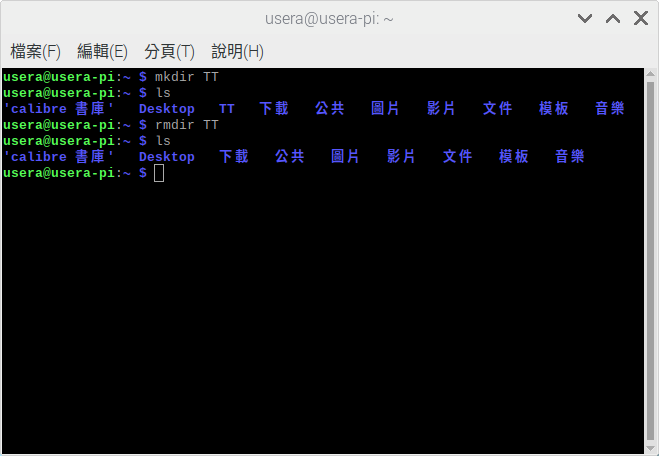 usera@usera-pi: ~
檔案(F) 編輯(E) 分頁(T) 說明(H)
usera@usera-pi:~ $ mkdir TT
usera@usera-pi:~ $ ls
'calibre 書庫' Desktop TT 下載 公共 圖片 影片 文件 模板 音樂
usera@usera-pi:~ $ rmdir TT
usera@usera-pi:~ $ ls
'calibre 書庫' Desktop 下載 公共 圖片 影片 文件 模板 音樂
usera@usera-pi:~ $